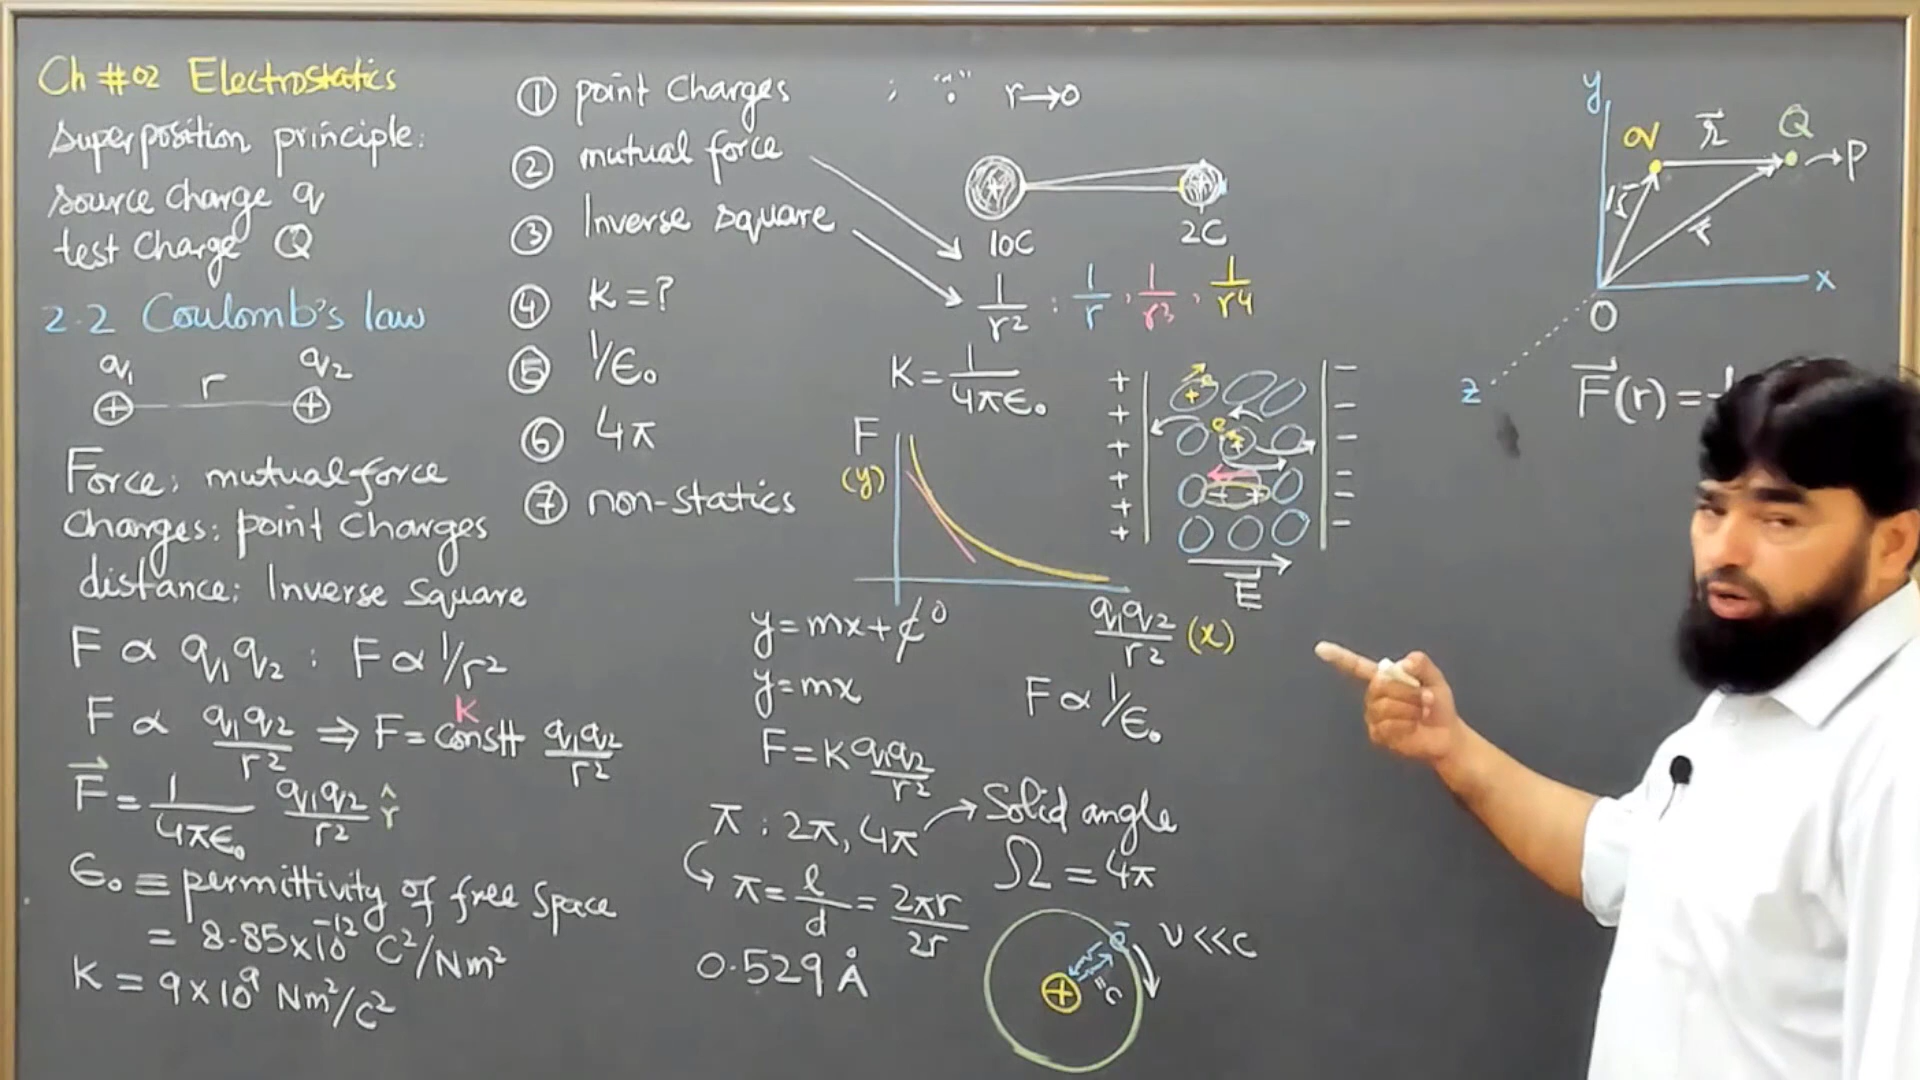 Ch #02 Electrostatics
superposition principle:
source charge q
test charge Q
2.2 Coulomb's law
q₁ r q₂
+ +
Force: mutual force
Charges: point Charges
distance: Inverse Square
F ∝ q₁q₂ : F ∝ 1/r²
F ∝ q₁q₂/r² ⇒ F = constt q₁q₂/r²
K
F⃗ = 1/4πϵ₀ q₁q₂/r² r̂
ϵ₀ ≡ permittivity of free space
= 8.85×10⁻¹² C²/Nm²
K = 9×10⁹ Nm²/C²
① point Charges ; "." r→0
② mutual force
③ Inverse square
④ K = ?
⑤ 1/ϵ₀
⑥ 4π
⑦ non-statics
10C 2C
1/r² : 1/r , 1/r³ , 1/r⁴
K = 1/4πϵ₀
F
(y)
q₁q₂/r² (x)
y = mx + c 0
y = mx
F = K q₁q₂/r²
F ∝ 1/ϵ₀
π : 2π, 4π → Solid angle
Ω = 4π
π = l/d = 2πr/2r
0.529 Å
v << c
"c"
+
+ + + + + +
e
+
e
+
- +
- - - - - -
E⃗
y
q r⃗ Q → P
r
x
O
z
F⃗(r) = 1